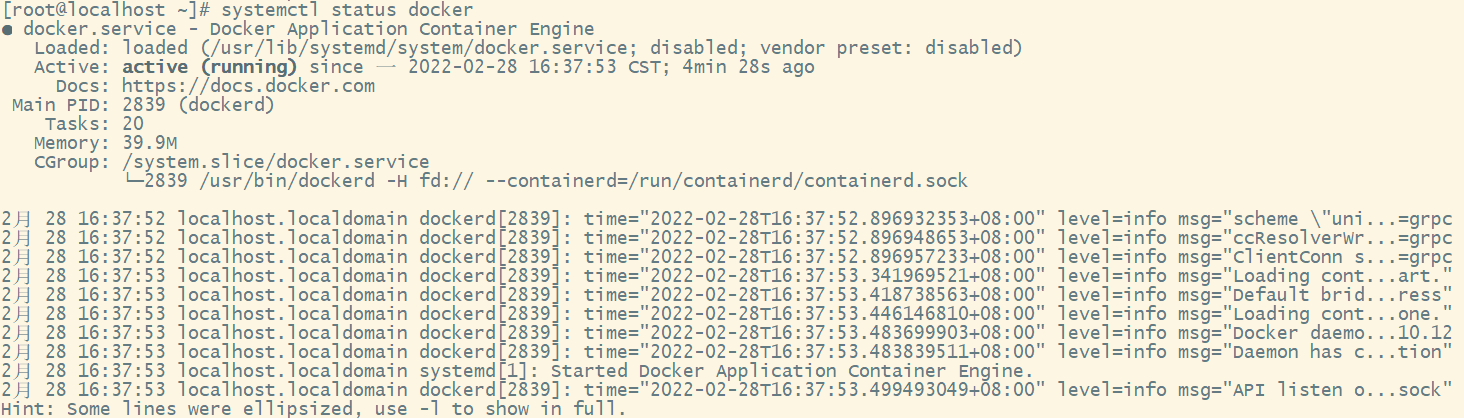 [root@localhost ~]# systemctl status docker
● docker.service - Docker Application Container Engine
   Loaded: loaded (/usr/lib/systemd/system/docker.service; disabled; vendor preset: disabled)
   Active: active (running) since 一 2022-02-28 16:37:53 CST; 4min 28s ago
     Docs: https://docs.docker.com
 Main PID: 2839 (dockerd)
    Tasks: 20
   Memory: 39.9M
   CGroup: /system.slice/docker.service
           └─2839 /usr/bin/dockerd -H fd:// --containerd=/run/containerd/containerd.sock

2月 28 16:37:52 localhost.localdomain dockerd[2839]: time="2022-02-28T16:37:52.896932353+08:00" level=info msg="scheme \"uni...=grpc
2月 28 16:37:52 localhost.localdomain dockerd[2839]: time="2022-02-28T16:37:52.896948653+08:00" level=info msg="ccResolverWr...=grpc
2月 28 16:37:52 localhost.localdomain dockerd[2839]: time="2022-02-28T16:37:52.896957233+08:00" level=info msg="ClientConn s...=grpc
2月 28 16:37:53 localhost.localdomain dockerd[2839]: time="2022-02-28T16:37:53.341969521+08:00" level=info msg="Loading cont...art."
2月 28 16:37:53 localhost.localdomain dockerd[2839]: time="2022-02-28T16:37:53.418738563+08:00" level=info msg="Default brid...ress"
2月 28 16:37:53 localhost.localdomain dockerd[2839]: time="2022-02-28T16:37:53.446146810+08:00" level=info msg="Loading cont...one."
2月 28 16:37:53 localhost.localdomain dockerd[2839]: time="2022-02-28T16:37:53.483699903+08:00" level=info msg="Docker daemo...10.12
2月 28 16:37:53 localhost.localdomain dockerd[2839]: time="2022-02-28T16:37:53.483839511+08:00" level=info msg="Daemon has c...tion"
2月 28 16:37:53 localhost.localdomain systemd[1]: Started Docker Application Container Engine.
2月 28 16:37:53 localhost.localdomain dockerd[2839]: time="2022-02-28T16:37:53.499493049+08:00" level=info msg="API listen o...sock"
Hint: Some lines were ellipsized, use -l to show in full.